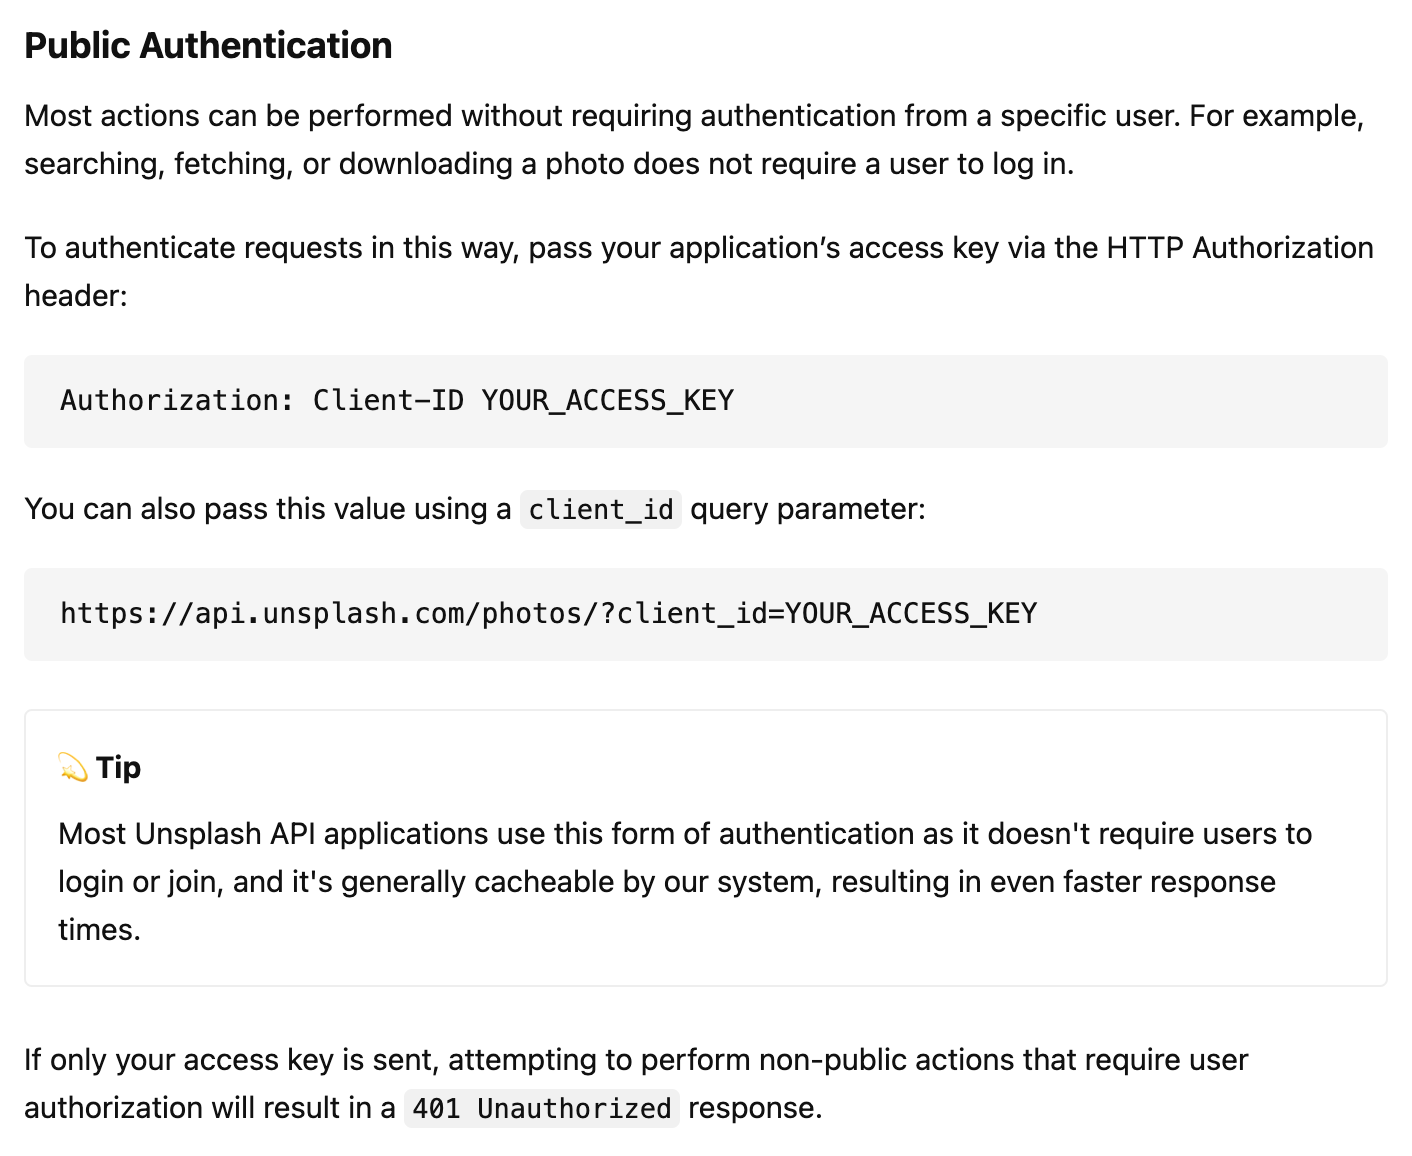 Public Authentication
Most actions can be performed without requiring authentication from a specific user. For example,
searching, fetching, or downloading a photo does not require a user to log in.
To authenticate requests in this way, pass your application’s access key via the HTTP Authorization
header:
Authorization: Client-ID YOUR_ACCESS_KEY
You can also pass this value using a client_id query parameter:
https://api.unsplash.com/photos/?client_id=YOUR_ACCESS_KEY
💫 Tip
Most Unsplash API applications use this form of authentication as it doesn't require users to
login or join, and it's generally cacheable by our system, resulting in even faster response
times.
If only your access key is sent, attempting to perform non-public actions that require user
authorization will result in a 401 Unauthorized response.